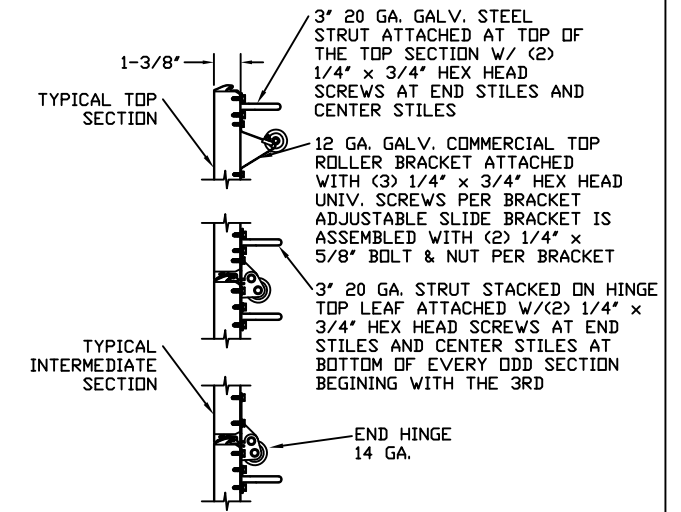 3" 20 GA. GALV. STEEL
STRUT ATTACHED AT TOP OF
THE TOP SECTION W/ (2)
1/4" x 3/4" HEX HEAD
SCREWS AT END STILES AND
CENTER STILES
1-3/8"
TYPICAL TOP
SECTION
12 GA. GALV. COMMERCIAL TOP
ROLLER BRACKET ATTACHED
WITH (3) 1/4" x 3/4" HEX HEAD
UNIV. SCREWS PER BRACKET
ADJUSTABLE SLIDE BRACKET IS
ASSEMBLED WITH (2) 1/4" x
5/8" BOLT & NUT PER BRACKET
3" 20 GA. STRUT STACKED ON HINGE
TOP LEAF ATTACHED W/(2) 1/4" x
3/4" HEX HEAD SCREWS AT END
STILES AND CENTER STILES AT
BOTTOM OF EVERY ODD SECTION
BEGINING WITH THE 3RD
TYPICAL
INTERMEDIATE
SECTION
END HINGE
14 GA.